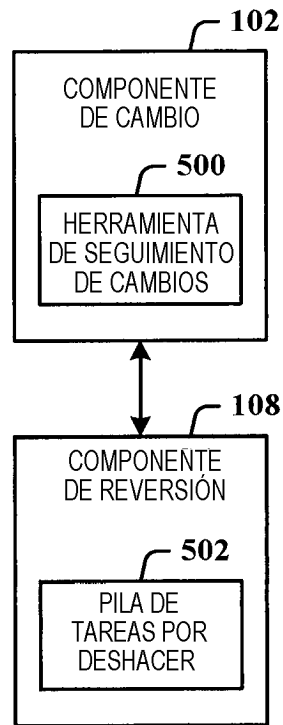 102
COMPONENTE
DE CAMBIO
500
HERRAMIENTA
DE SEGUIMIENTO
DE CAMBIOS
108
COMPONENTE
DE REVERSIÓN
502
PILA DE
TAREAS POR
DESHACER